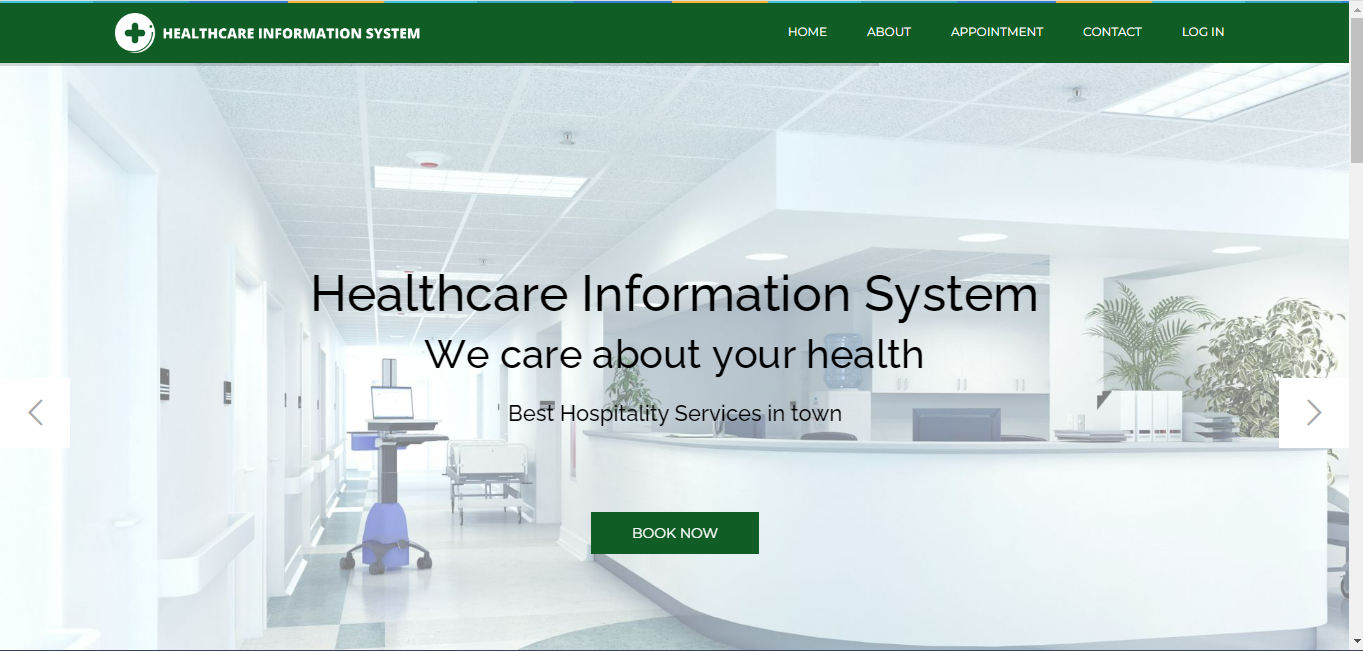 HEALTHCARE INFORMATION SYSTEM
HOME ABOUT APPOINTMENT CONTACT LOG IN
Healthcare Information System
We care about your health
Best Hospitality Services in town
BOOK NOW